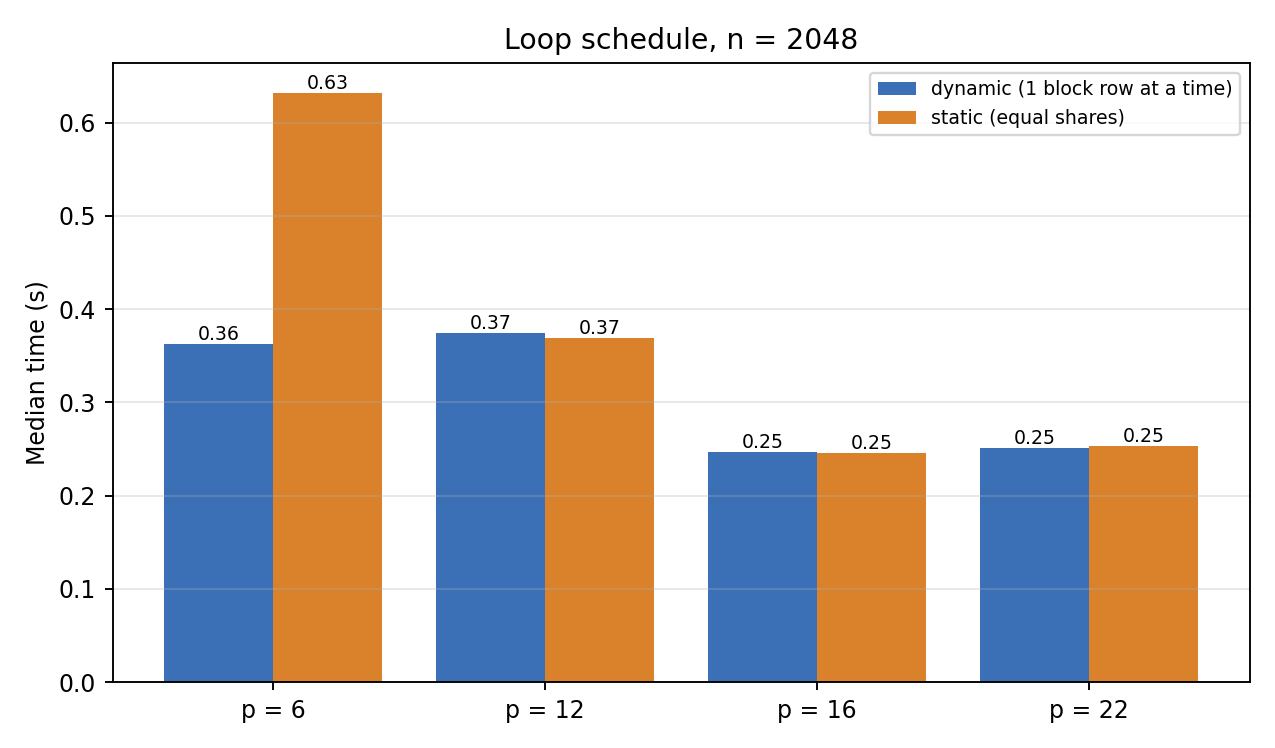 Loop schedule, n = 2048
dynamic (1 block row at a time)
static (equal shares)
Median time (s)
0.6
0.5
0.4
0.3
0.2
0.1
0.0
0.36
0.63
0.37
0.37
0.25
0.25
0.25
0.25
p = 6
p = 12
p = 16
p = 22